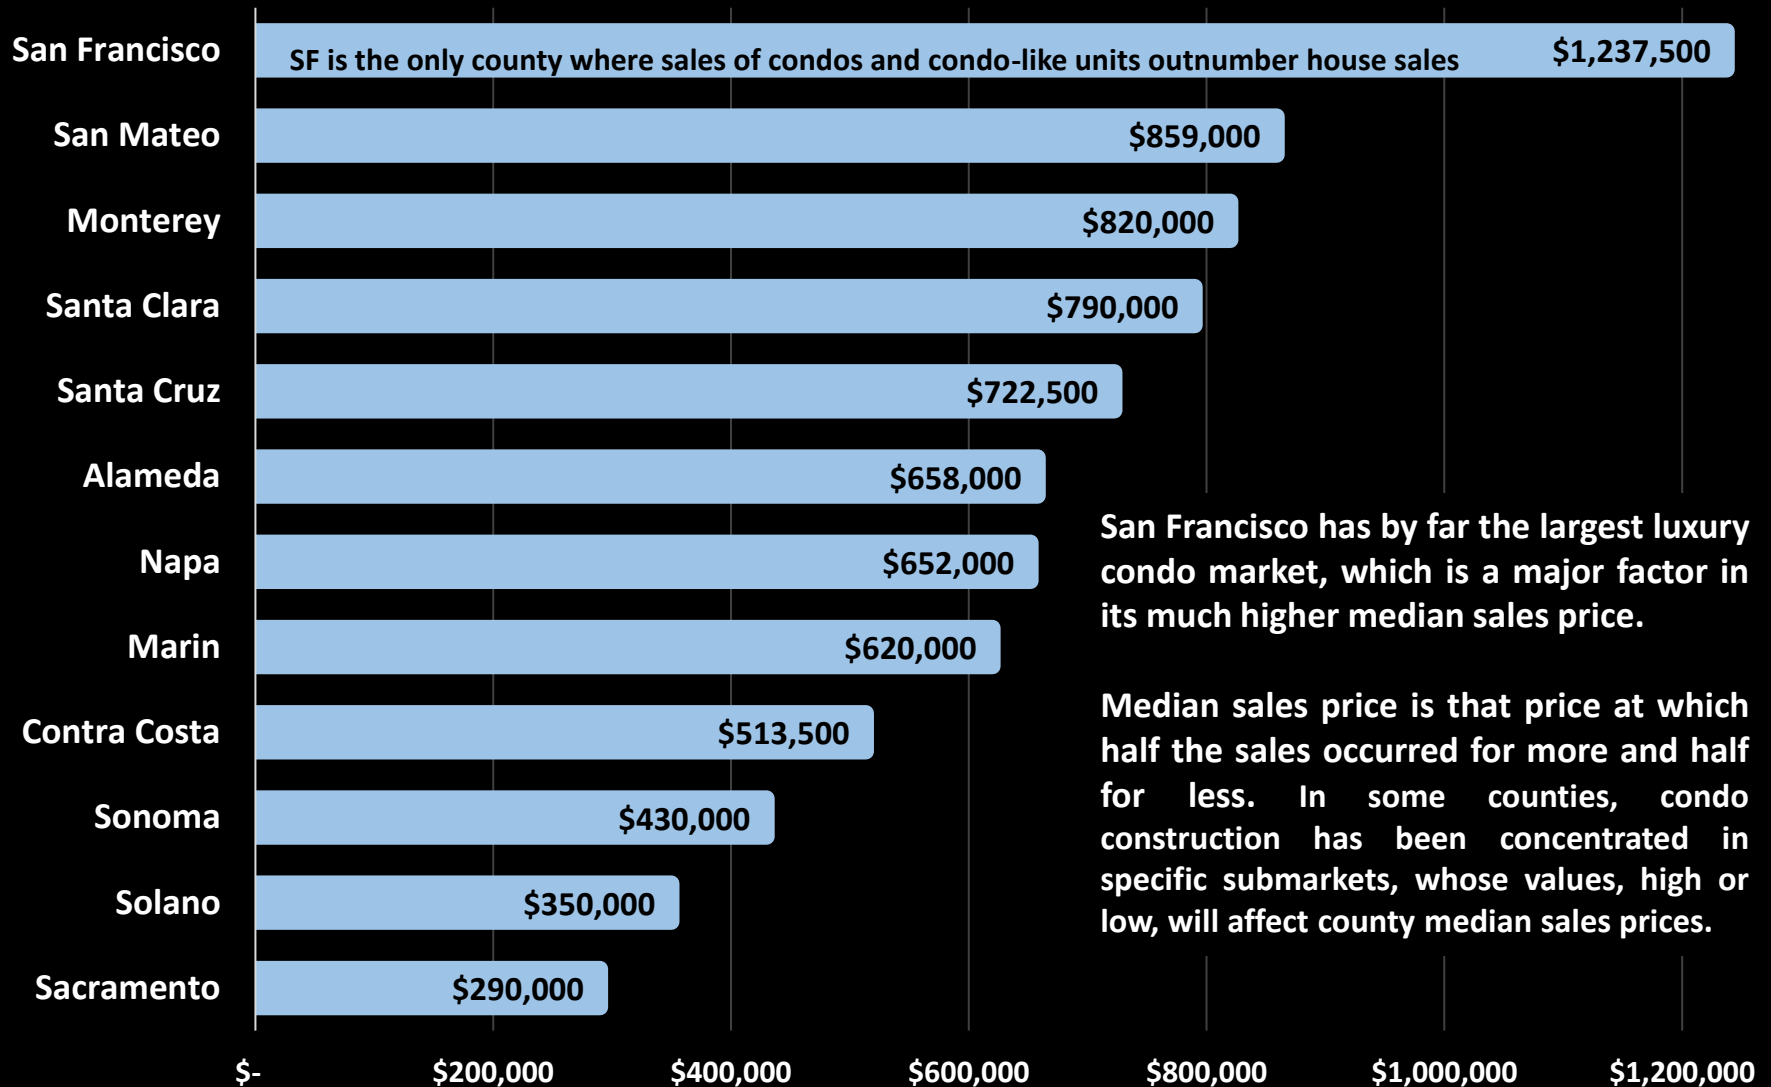 San Francisco
SF is the only county where sales of condos and condo-like units outnumber house sales
$1,237,500
San Mateo
$859,000
Monterey
$820,000
Santa Clara
$790,000
Santa Cruz
$722,500
Alameda
$658,000
Napa
$652,000
Marin
$620,000
Contra Costa
$513,500
Sonoma
$430,000
Solano
$350,000
Sacramento
$290,000
San Francisco has by far the largest luxury
condo market, which is a major factor in
its much higher median sales price.
Median sales price is that price at which
half the sales occurred for more and half
for less. In some counties, condo
construction has been concentrated in
specific submarkets, whose values, high or
low, will affect county median sales prices.
$- $200,000 $400,000 $600,000 $800,000 $1,000,000 $1,200,000